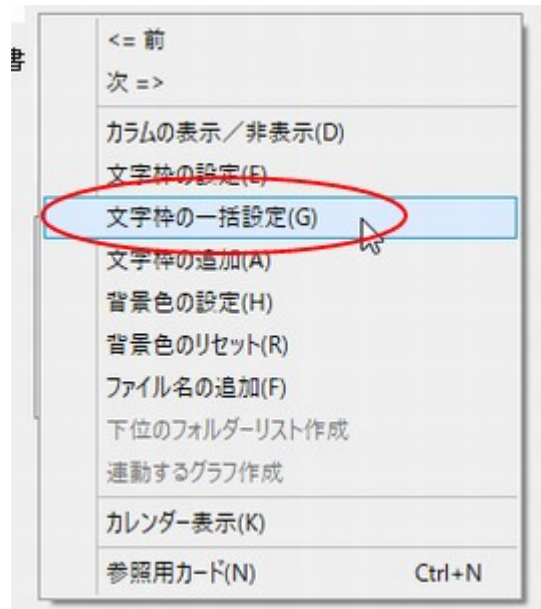 書
<= 前
次 =>
カラムの表示／非表示(D)
文字枠の設定(E)
文字枠の一括設定(G)
文字枠の追加(A)
背景色の設定(H)
背景色のリセット(R)
ファイル名の追加(F)
下位のフォルダーリスト作成
連動するグラフ作成
カレンダー表示(K)
参照用カード(N) Ctrl+N